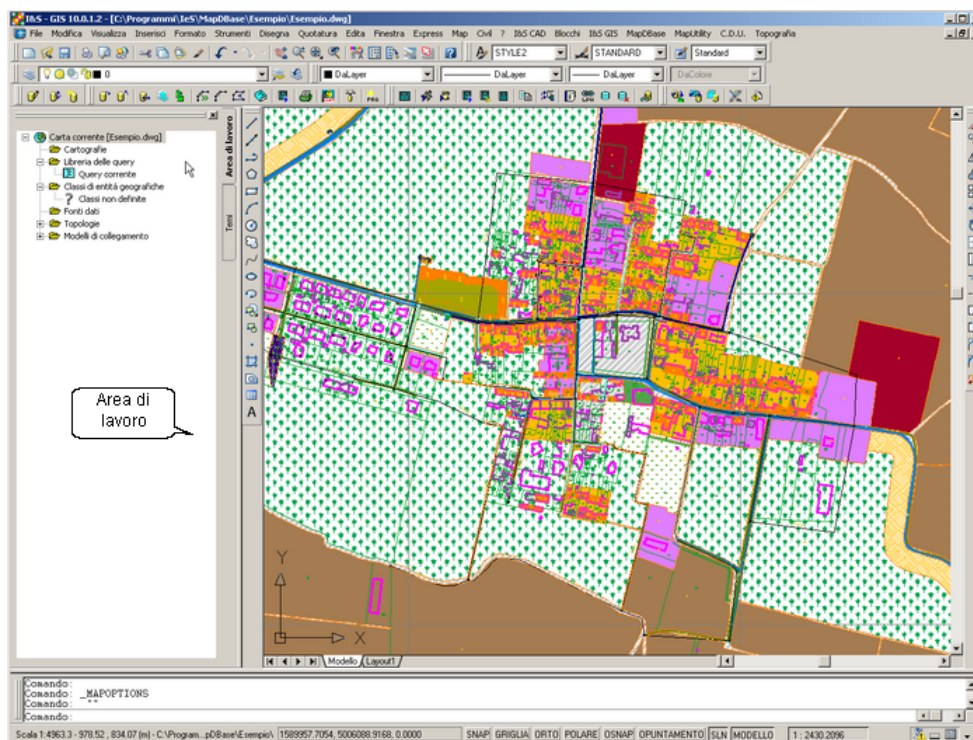 I&S - GIS 10.0.1.2 - [C:\Programmi\IeS\MapDBase\Esempio\Esempio.dwg]
File Modifica Visualizza Inserisci Formato Strumenti Disegna Quotatura Edita Finestra Express Map Civil ? I&S CAD Blocchi I&S GIS MapDBase MapUtility C.D.U. Topografia
STYLE2 STANDARD Standard
0 DaLayer DaLayer DaLayer DaColore
Carta corrente [Esempio.dwg]
Cartografie
Libreria delle query
Query corrente
Classi di entità geografiche
? Classi non definite
Fonti dati
Topologie
Modelli di collegamento
Area di lavoro
Temi
A
Area di
lavoro
Y
X
Modello Layout1
Comando:
Comando: _MAPOPTIONS
Comando: ""
Comando:
Scala 1:4963.3 - 978.52 , 834.07 (m) - C:\Program...pDBase\Esempio\ 1589957.7054, 5006088.9168, 0.0000 SNAP GRIGLIA ORTO POLARE OSNAP OPUNTAMENTO SLN MODELLO 1 : 2430.2096